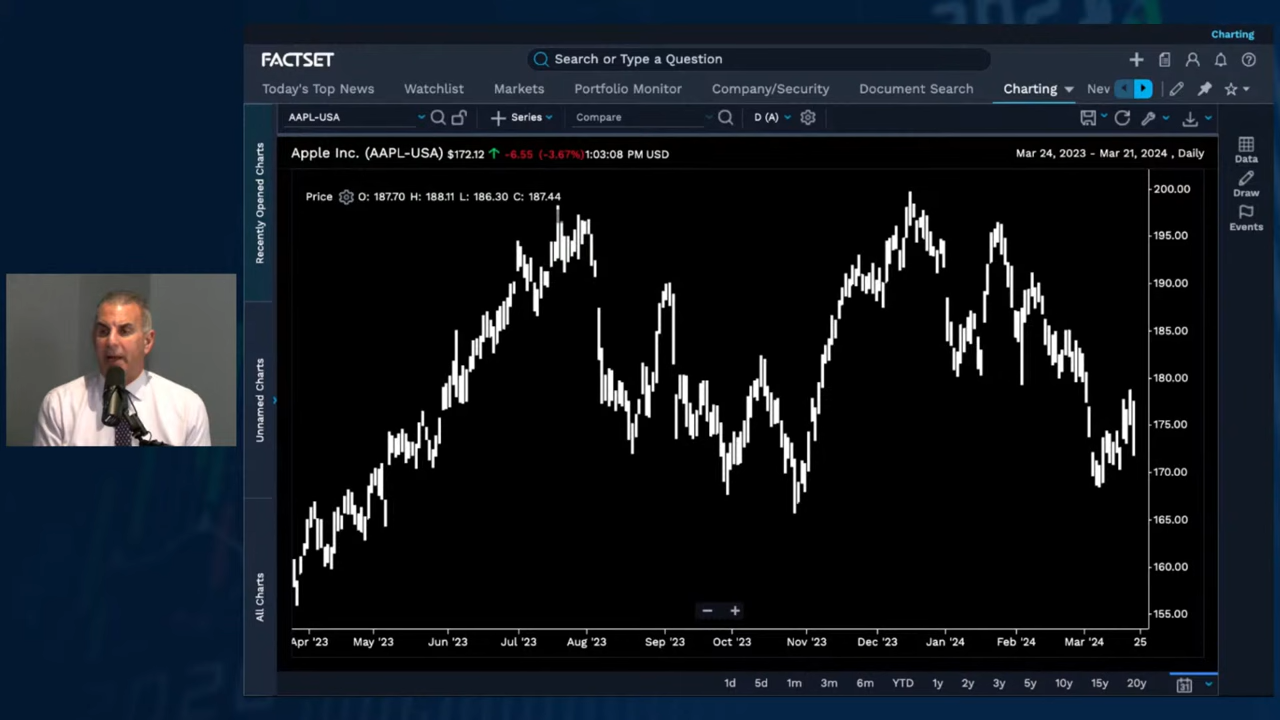 Charting
FACTSET
Search or Type a Question
Today's Top News Watchlist Markets Portfolio Monitor Company/Security Document Search Charting Nev
AAPL-USA Series Compare D (A)
Apple Inc. (AAPL-USA) $172.12 -6.55 (-3.67%) 1:03:08 PM USD Mar 24, 2023 - Mar 21, 2024 , Daily
Price O: 187.70 H: 188.11 L: 186.30 C: 187.44
Recently Opened Charts
Unnamed Charts
All Charts
200.00
195.00
190.00
185.00
180.00
175.00
170.00
165.00
160.00
155.00
Data
Draw
Events
Apr '23 May '23 Jun '23 Jul '23 Aug '23 Sep '23 Oct '23 Nov '23 Dec '23 Jan '24 Feb '24 Mar '24 25
1d 5d 1m 3m 6m YTD 1y 2y 3y 5y 10y 15y 20y
31